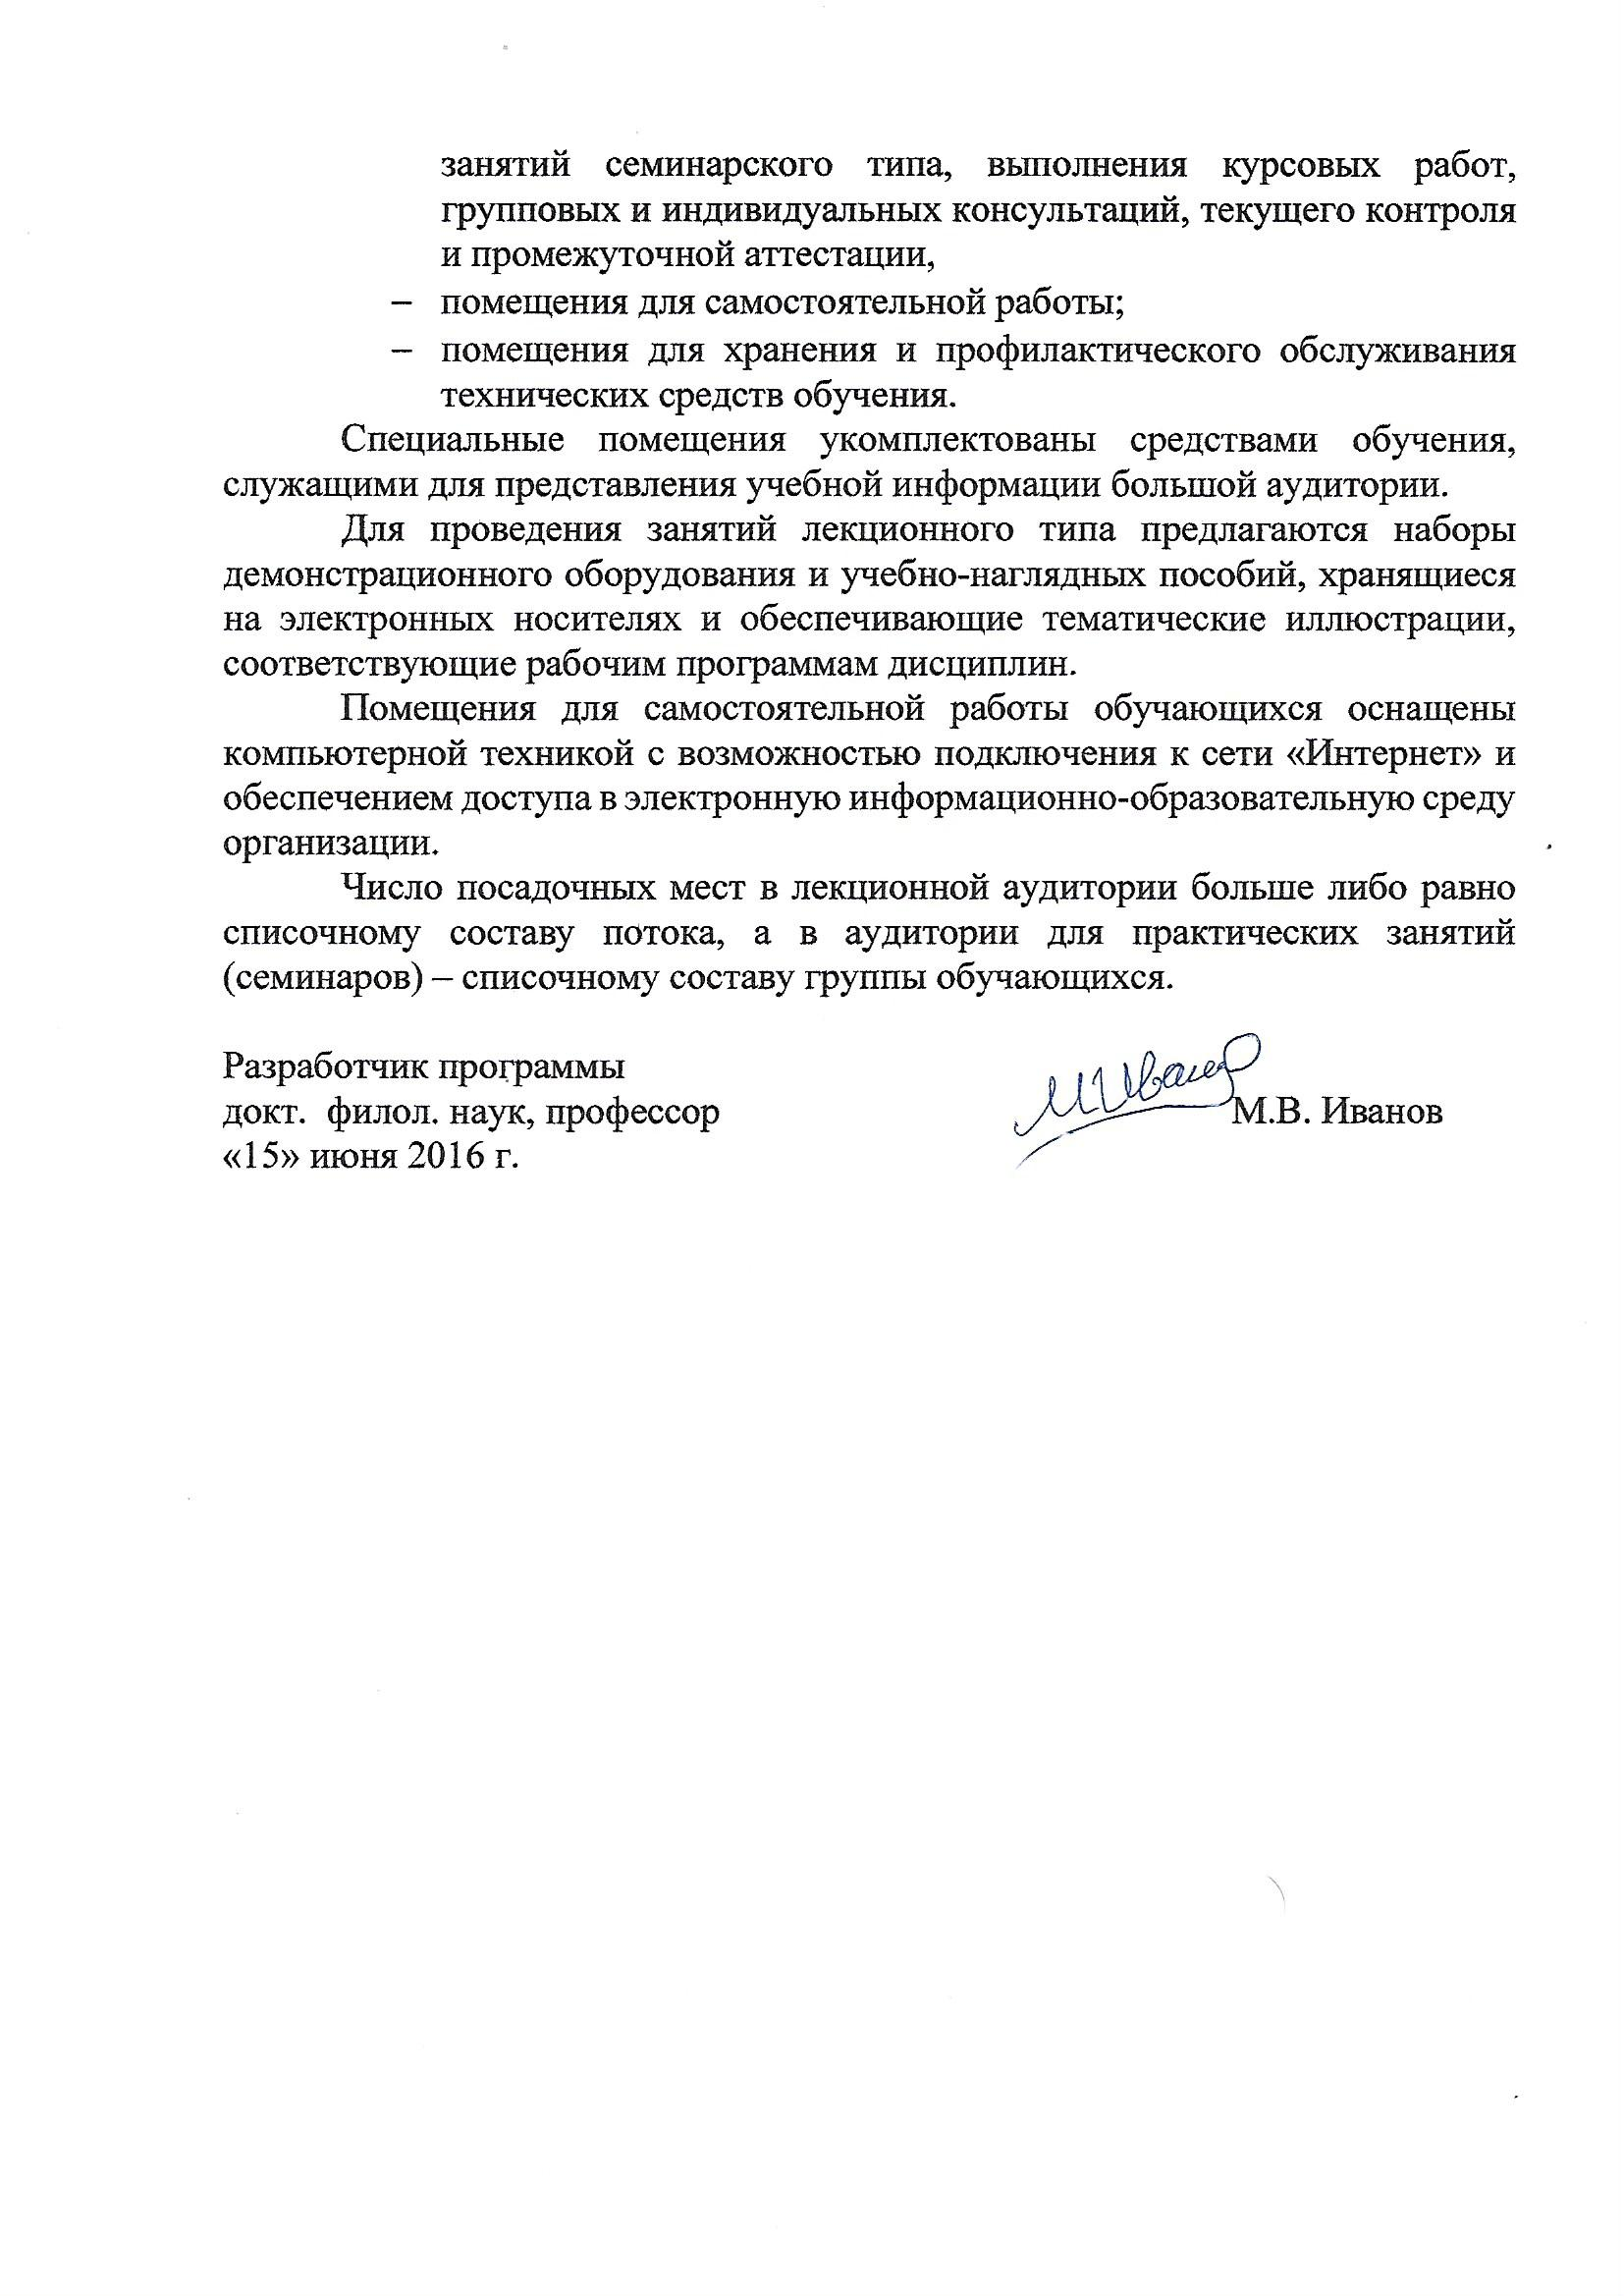 занятий семинарского типа, выполнения курсовых работ,
групповых и индивидуальных консультаций, текущего контроля
и промежуточной аттестации,
– помещения для самостоятельной работы;
– помещения для хранения и профилактического обслуживания
технических средств обучения.
Специальные помещения укомплектованы средствами обучения,
служащими для представления учебной информации большой аудитории.
Для проведения занятий лекционного типа предлагаются наборы
демонстрационного оборудования и учебно-наглядных пособий, хранящиеся
на электронных носителях и обеспечивающие тематические иллюстрации,
соответствующие рабочим программам дисциплин.
Помещения для самостоятельной работы обучающихся оснащены
компьютерной техникой с возможностью подключения к сети «Интернет» и
обеспечением доступа в электронную информационно-образовательную среду
организации.
Число посадочных мест в лекционной аудитории больше либо равно
списочному составу потока, а в аудитории для практических занятий
(семинаров) – списочному составу группы обучающихся.
Разработчик программы
докт. филол. наук, профессор М.В. Иванов
«15» июня 2016 г.